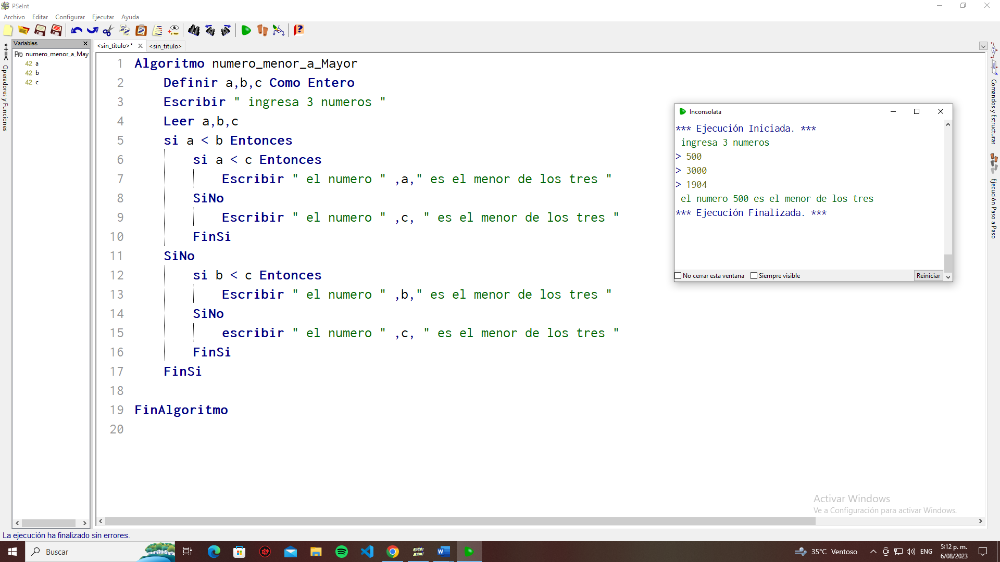 PSeInt
Archivo Editar Configurar Ejecutar Ayuda
Variables
<sin_titulo>* <sin_titulo>
Pro numero_menor_a_May
42 a
42 b
42 c
*+=< Operadores y Funciones
1 Algoritmo numero_menor_a_Mayor
2 Definir a,b,c Como Entero
3 Escribir " ingresa 3 numeros "
4 Leer a,b,c
5 si a < b Entonces
6 si a < c Entonces
7 Escribir " el numero " ,a," es el menor de los tres "
8 SiNo
9 Escribir " el numero " ,c, " es el menor de los tres "
10 FinSi
11 SiNo
12 si b < c Entonces
13 Escribir " el numero " ,b," es el menor de los tres "
14 SiNo
15 escribir " el numero " ,c, " es el menor de los tres "
16 FinSi
17 FinSi
18
19 FinAlgoritmo
20
Inconsolata
*** Ejecución Iniciada. ***
ingresa 3 numeros
> 500
> 3000
> 1904
el numero 500 es el menor de los tres
*** Ejecución Finalizada. ***
No cerrar esta ventana Siempre visible Reiniciar
Comandos y Estructuras
Ejecución Paso a Paso
Activar Windows
Ve a Configuración para activar Windows.
La ejecución ha finalizado sin errores.
Buscar
35°C Ventoso
ENG
5:12 p. m.
6/08/2023